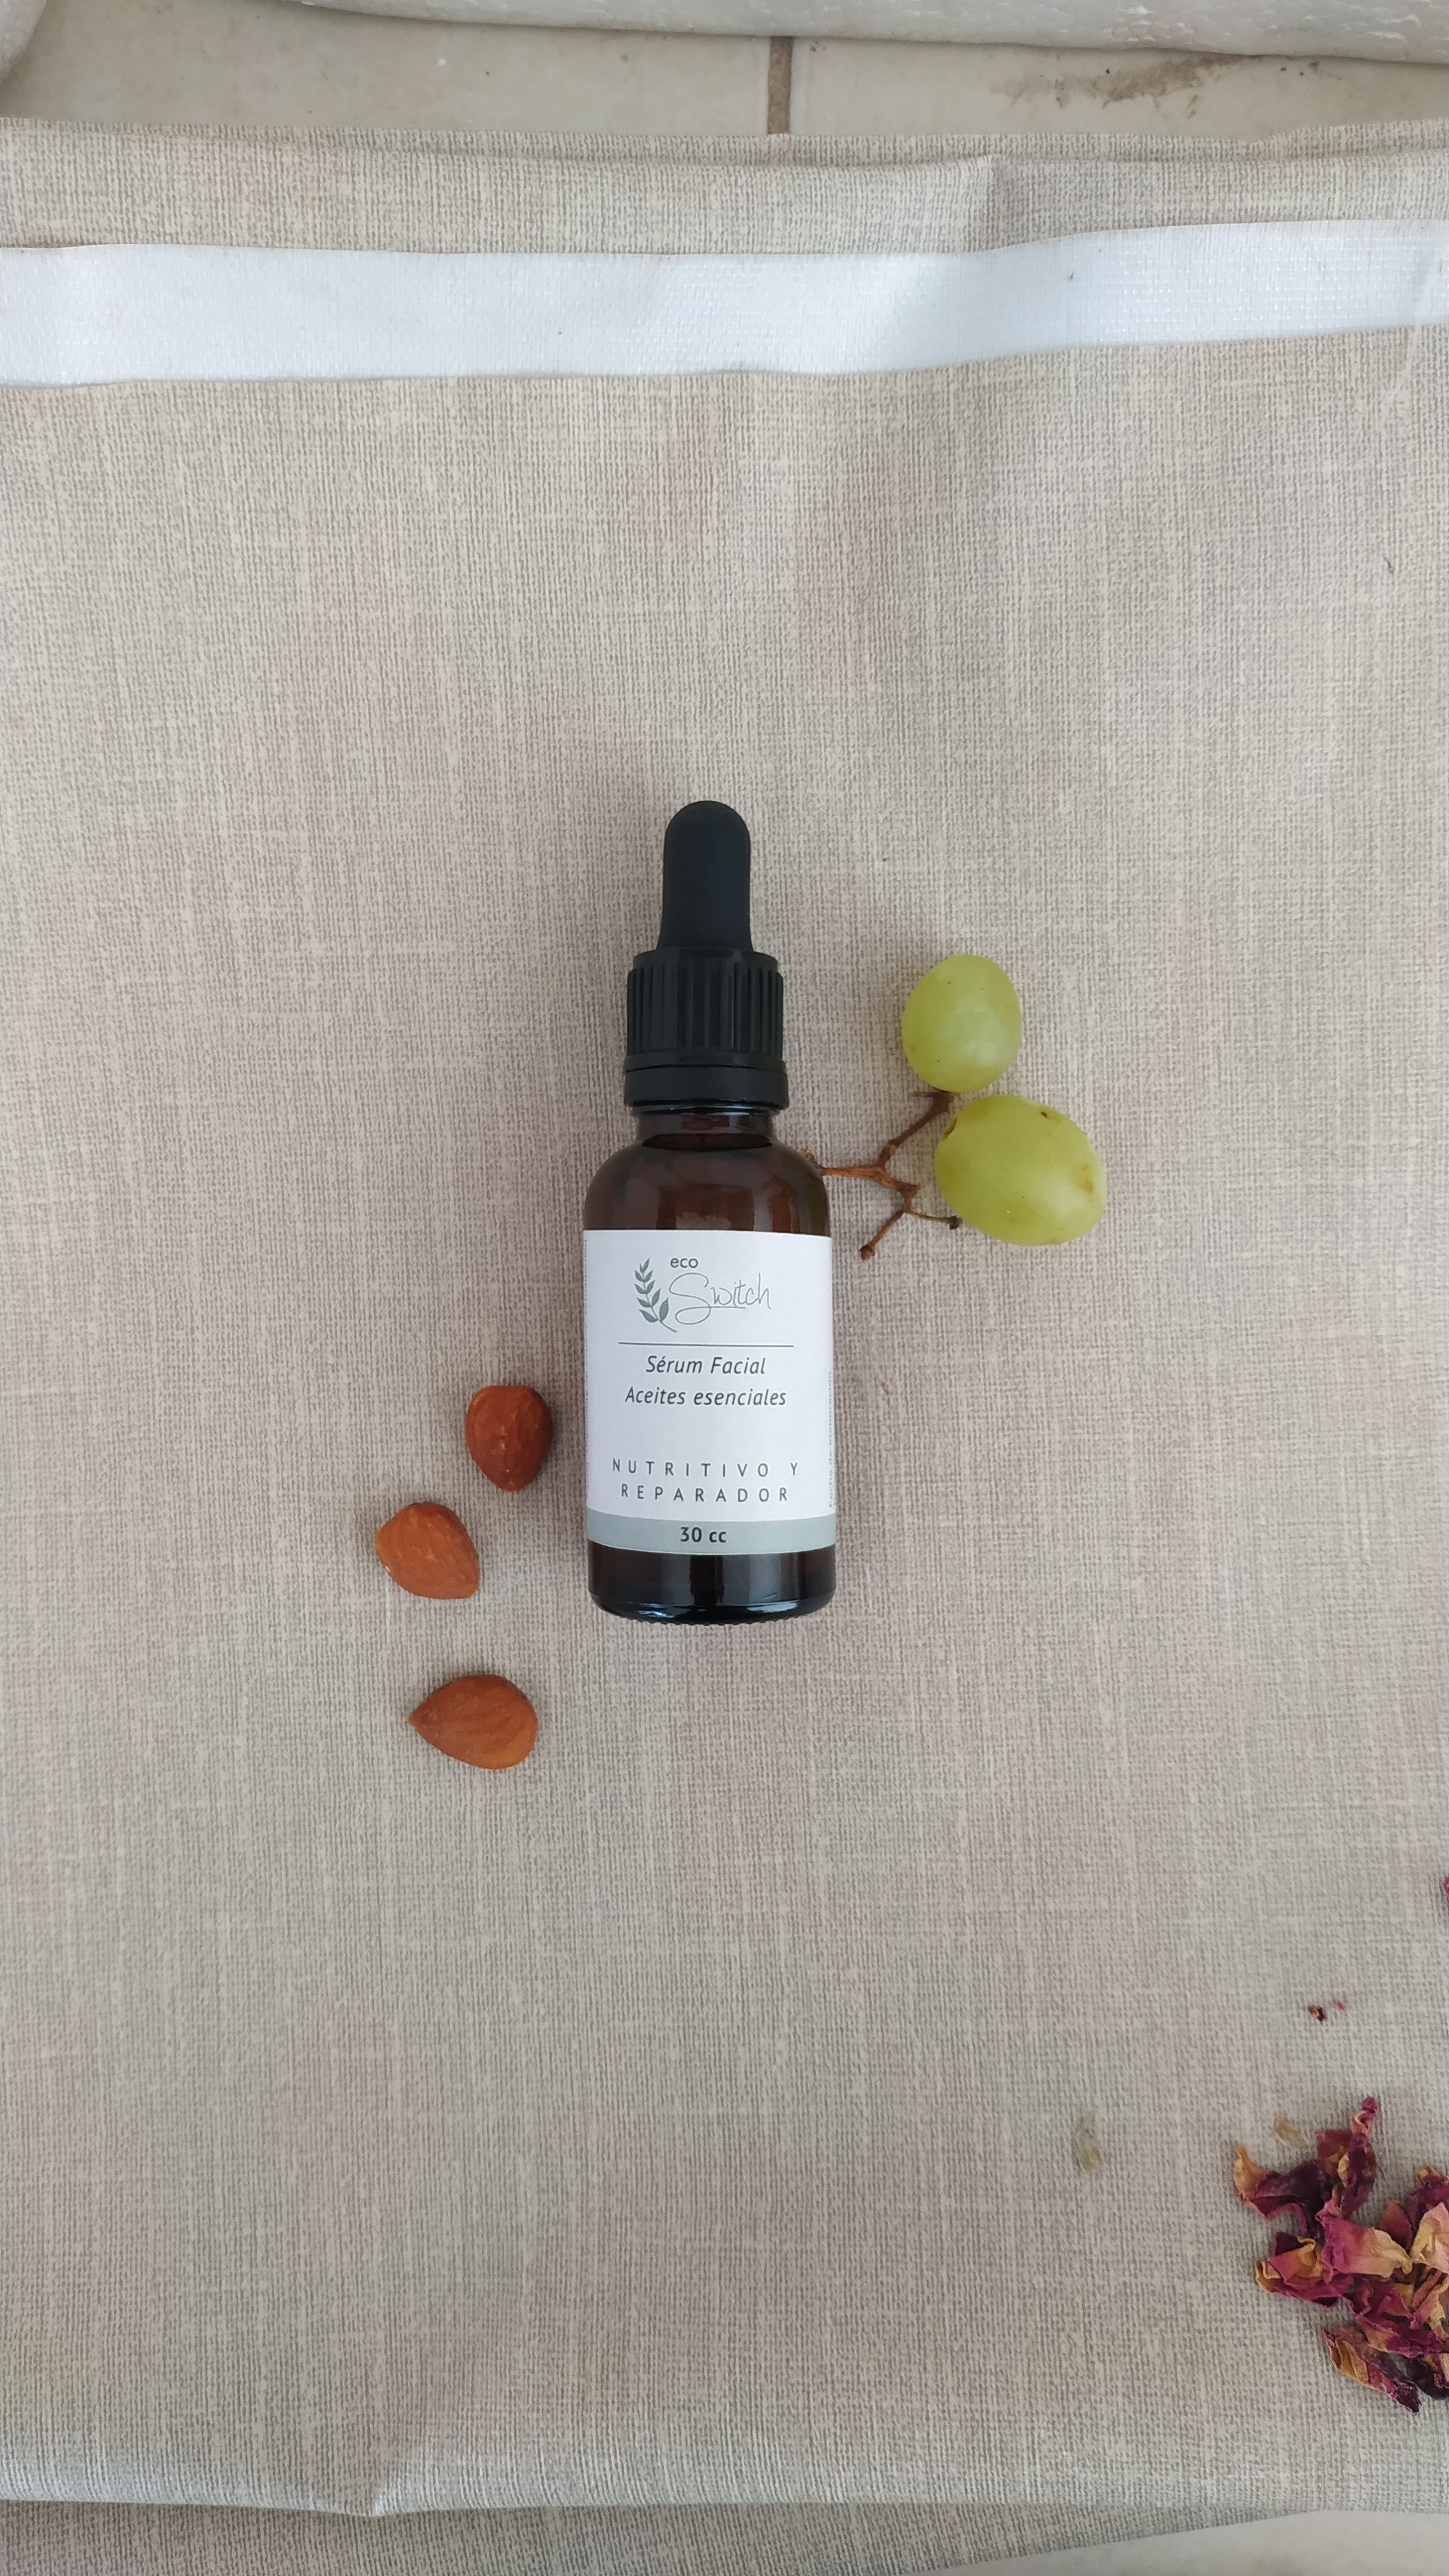 eco
Switch
Sérum Facial
Aceites esenciales
NUTRITIVO Y
REPARADOR
30 cc